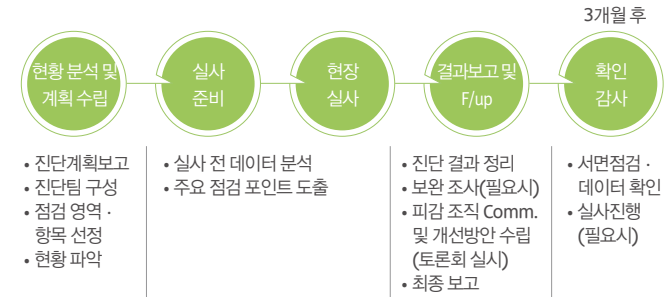 3개월 후
현황 분석 및
계획 수립
실사
준비
현장
실사
결과보고 및
F/up
확인
감사
• 진단계획보고
• 진단팀 구성
• 점검 영역 ·
항목 선정
• 현황 파악
• 실사 전 데이터 분석
• 주요 점검 포인트 도출
• 진단 결과 정리
• 보완 조사(필요시)
• 피감 조직 Comm.
및 개선방안 수립
(토론회 실시)
• 최종 보고
• 서면점검 ·
데이터 확인
• 실사진행
(필요시)